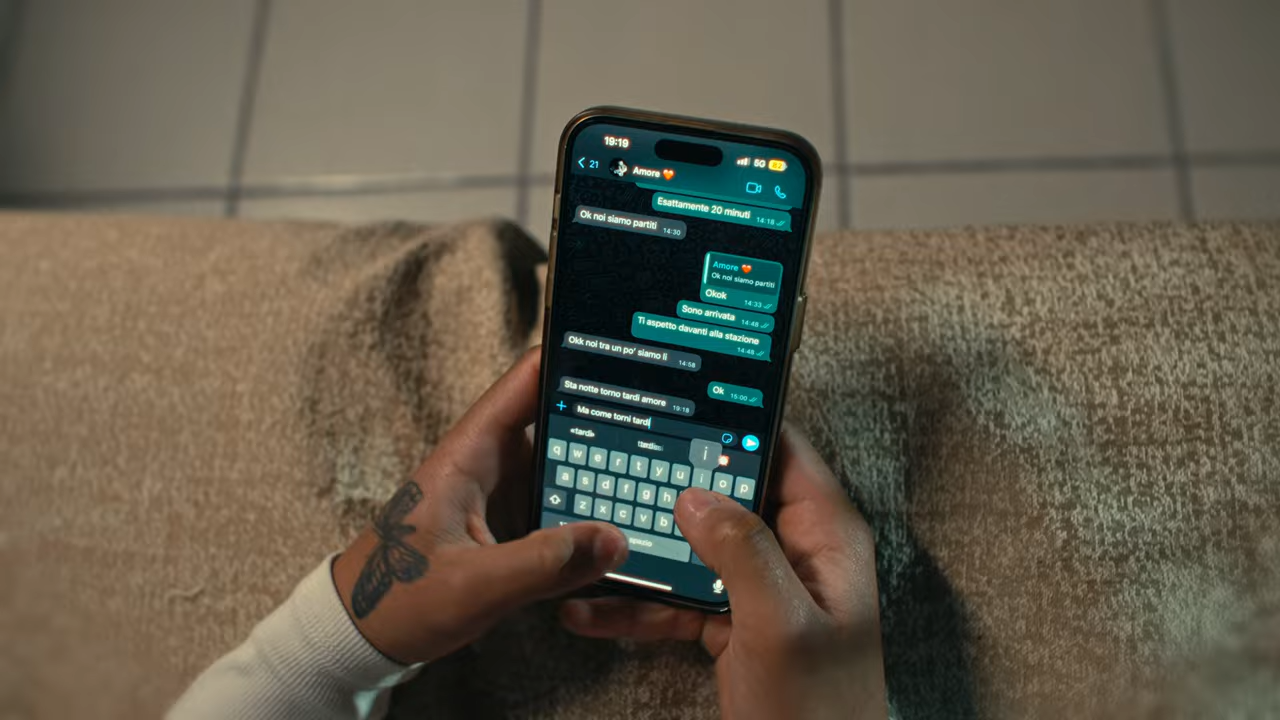 19:19
5G
21
Amore ❤️
Esattamente 20 minuti 14:18
Ok noi siamo partiti 14:30
Amore ❤️
Ok noi siamo partiti
Okok 14:33
Sono arrivata 14:48
Ti aspetto davanti alla stazione
14:48
Okk noi tra un po' siamo lì 14:58
Ok 15:00
Sta notte torno tardi amore 19:18
Ma come torni tardi
«tardi» tardissi
i
q w e r t y u i o p
a s d f g h
z x c v b
spazio